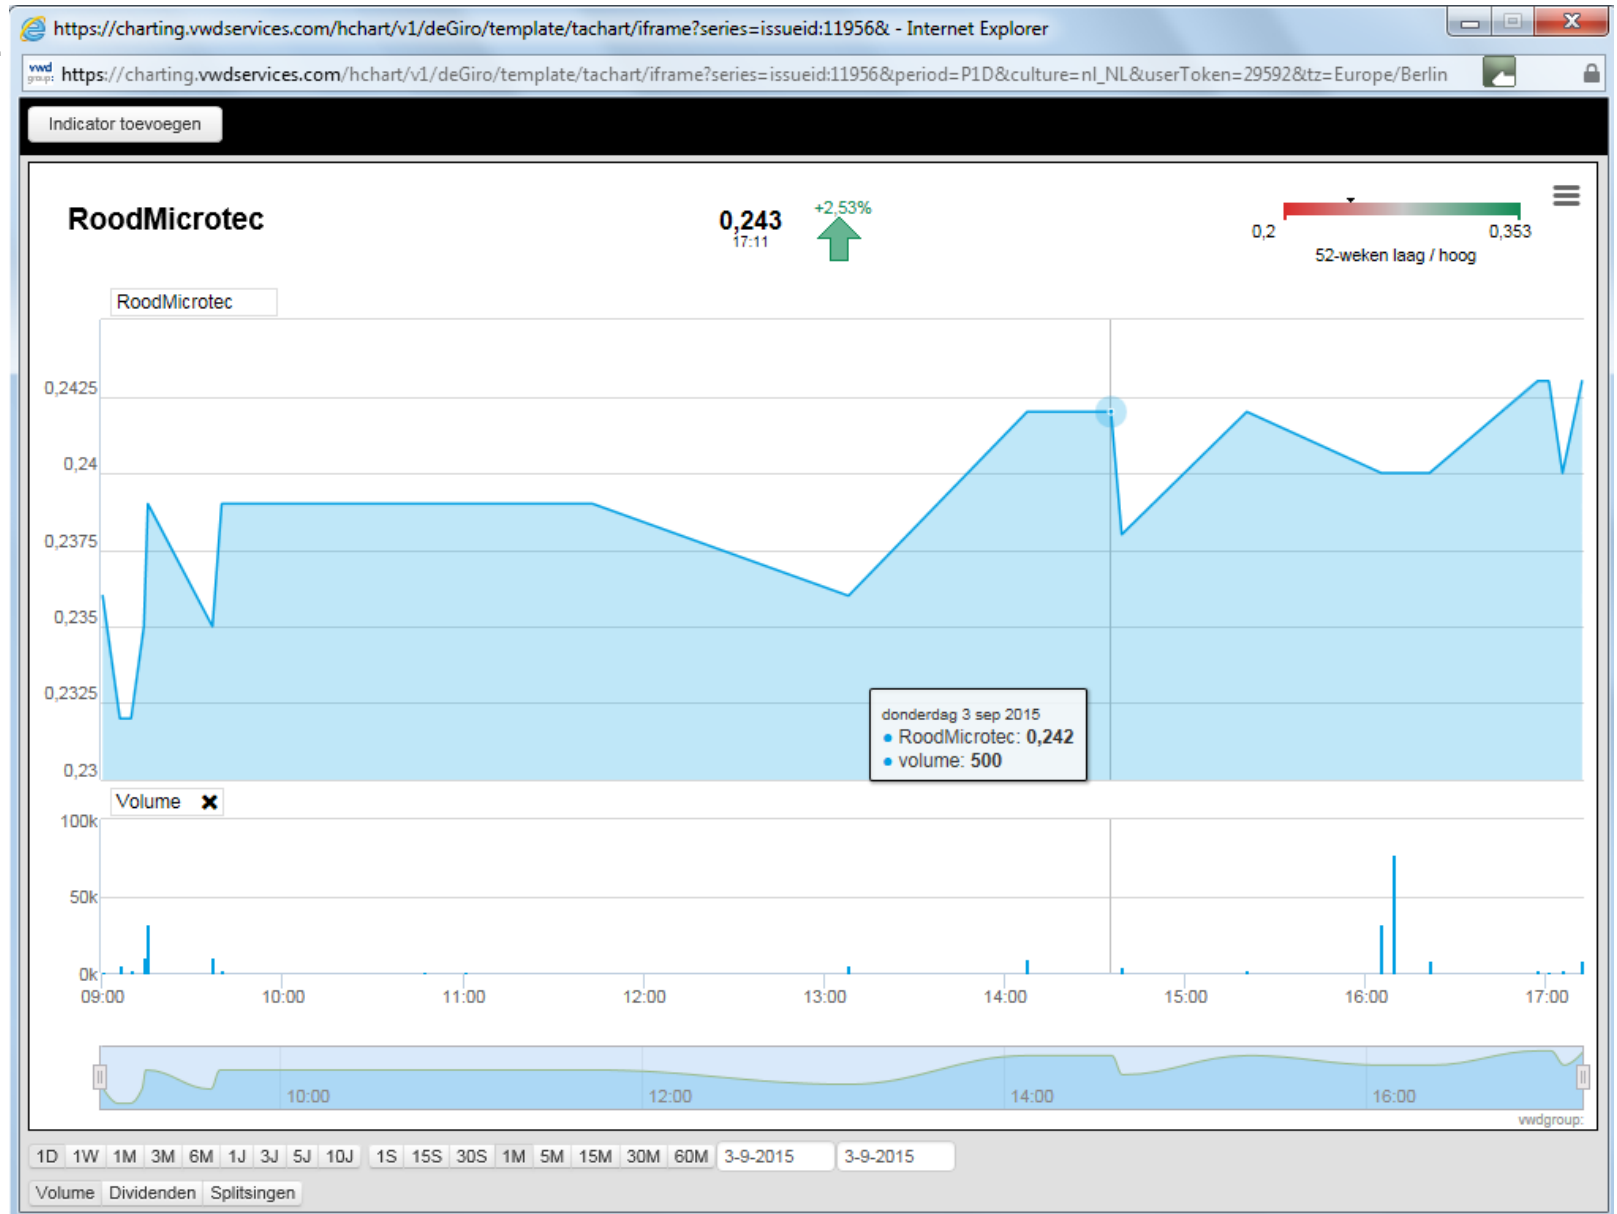 https://charting.vwdservices.com/hchart/v1/deGiro/template/tachart/iframe?series=issueid:11956& - Internet Explorer
vwd group: https://charting.vwdservices.com/hchart/v1/deGiro/template/tachart/iframe?series=issueid:11956&period=P1D&culture=nl_NL&userToken=29592&tz=Europe/Berlin
Indicator toevoegen
RoodMicrotec
0,243
17:11
+2,53%
0,2 0,353
52-weken laag / hoog
RoodMicrotec
0,2425
0,24
0,2375
0,235
0,2325
0,23
donderdag 3 sep 2015
RoodMicrotec: 0,242
volume: 500
Volume
100k
50k
0k
09:00 10:00 11:00 12:00 13:00 14:00 15:00 16:00 17:00
10:00 12:00 14:00 16:00
vwdgroup:
1D 1W 1M 3M 6M 1J 3J 5J 10J 1S 15S 30S 1M 5M 15M 30M 60M 3-9-2015 3-9-2015
Volume Dividenden Splitsingen